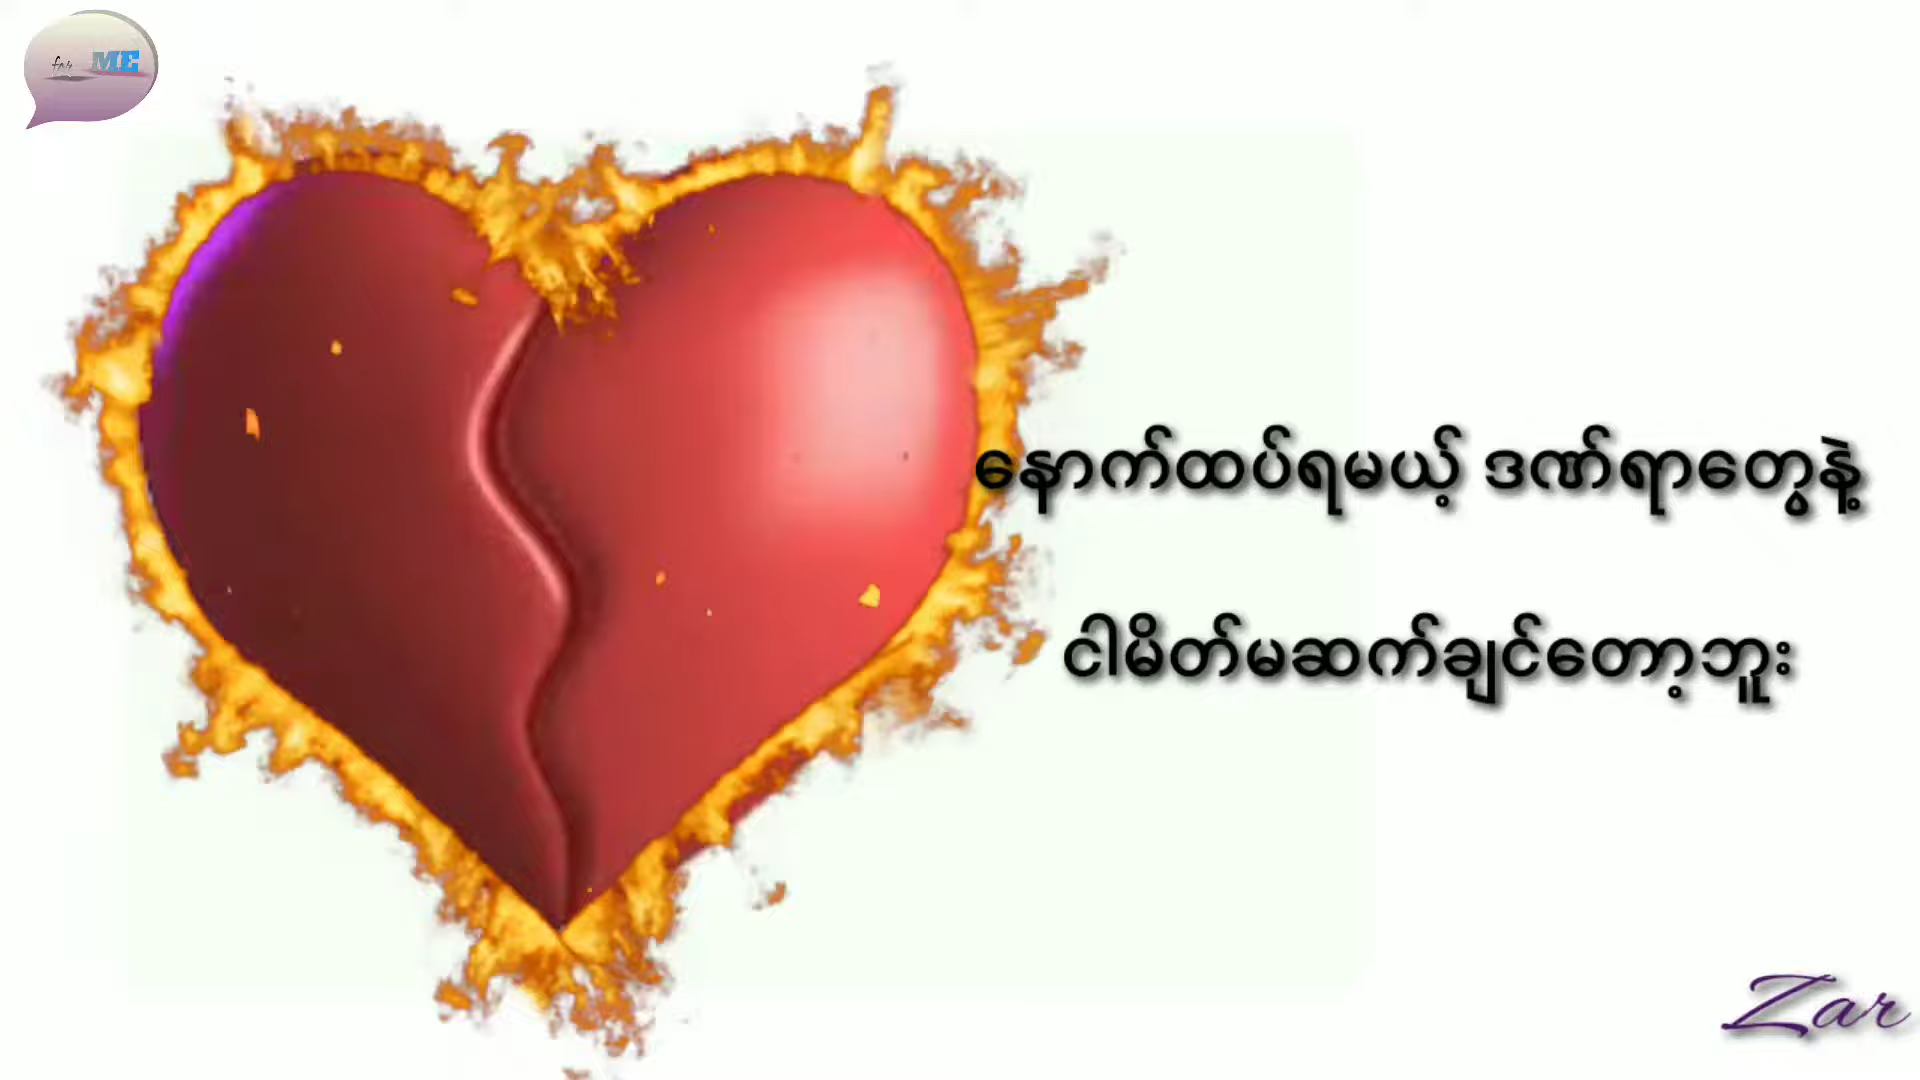 for ME
နောက်ထပ်ရမယ့် ဒဏ်ရာတွေနဲ့
ငါမိတ်မဆက်ချင်တော့ဘူး
Zar